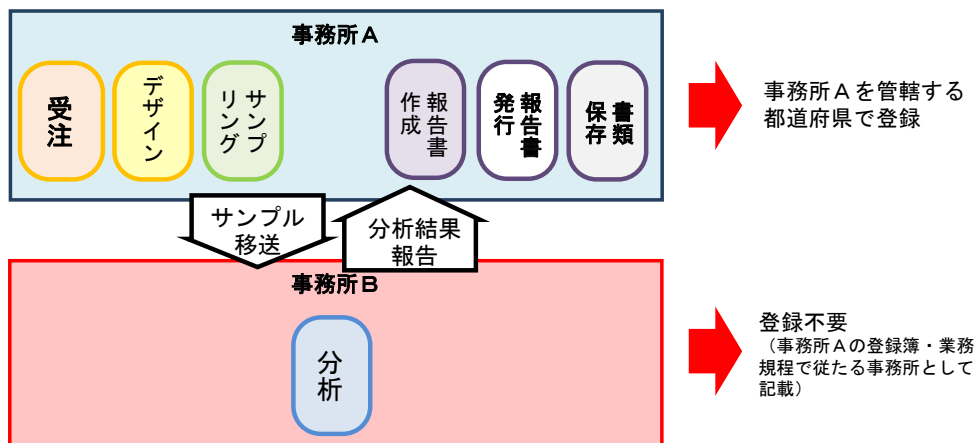 事務所Ａ
受注
デザイン
サンプ
リング
報告書
作成
報告書
発行
書類
保存
事務所Ａを管轄する
都道府県で登録
サンプル
移送
分析結果
報告
事務所Ｂ
分析
登録不要
（事務所Ａの登録簿・業務
規程で従たる事務所として
記載）